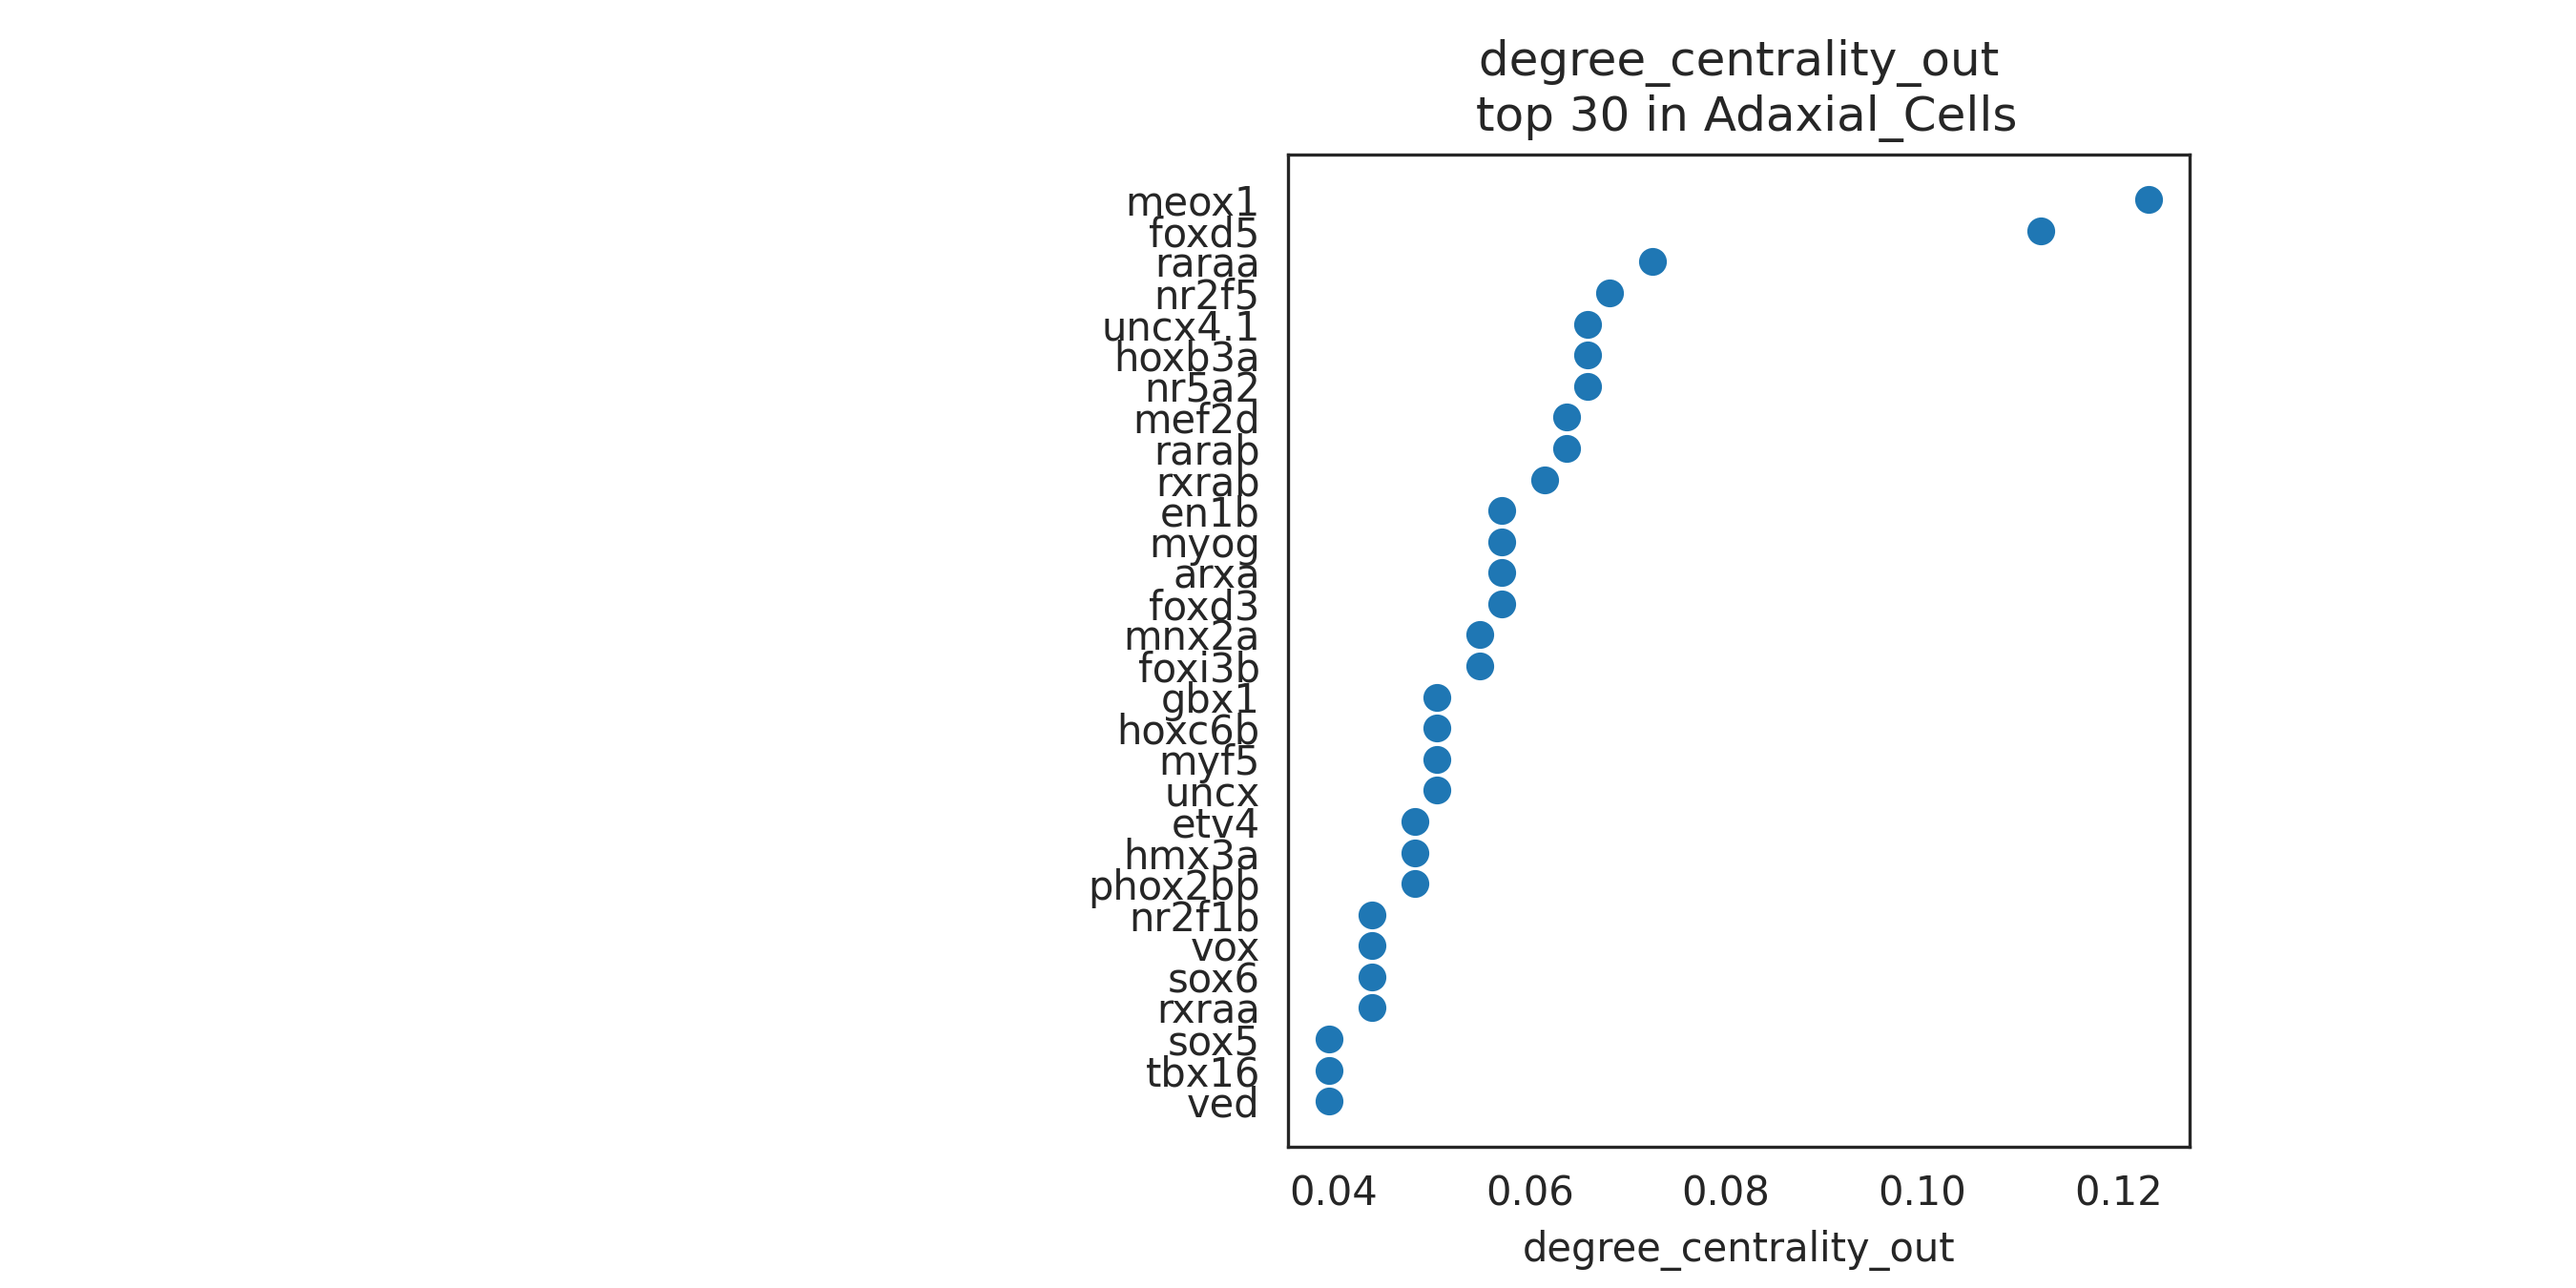 degree_centrality_out
top 30 in Adaxial_Cells
meox1
foxd5
raraa
nr2f5
uncx4.1
hoxb3a
nr5a2
mef2d
rarab
rxrab
en1b
myog
arxa
foxd3
mnx2a
foxi3b
gbx1
hoxc6b
myf5
uncx
etv4
hmx3a
phox2bb
nr2f1b
vox
sox6
rxraa
sox5
tbx16
ved
0.04 0.06 0.08 0.10 0.12
degree_centrality_out